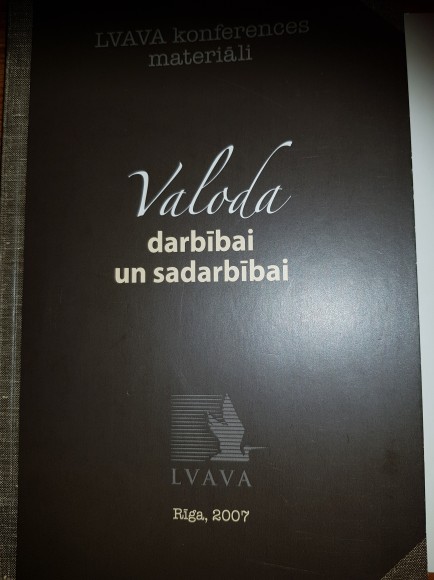 LVAVA konferences
materiāli
Valoda
darbībai
un sadarbībai
LVAVA
Rīga, 2007